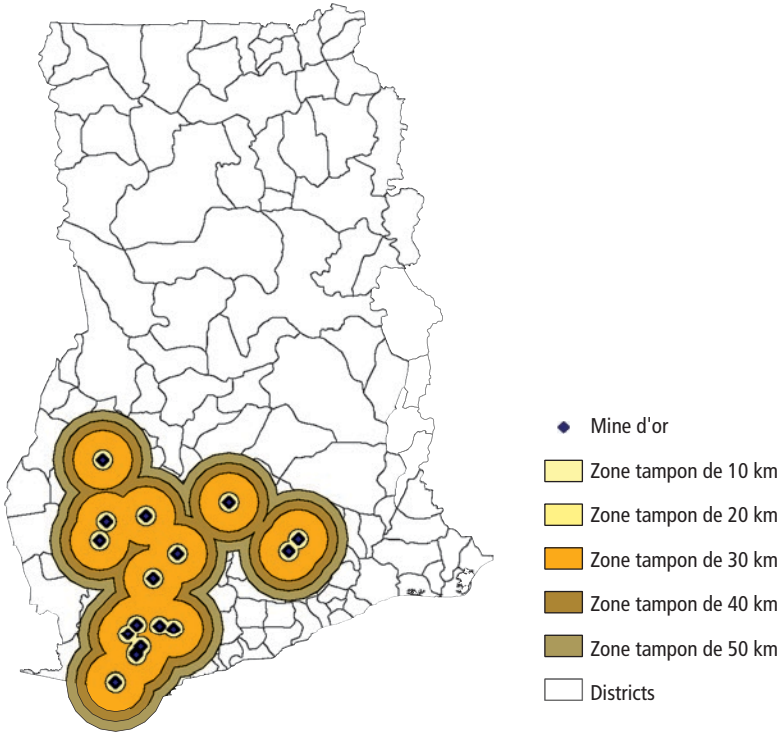 Mine d'or
Zone tampon de 10 km
Zone tampon de 20 km
Zone tampon de 30 km
Zone tampon de 40 km
Zone tampon de 50 km
Districts